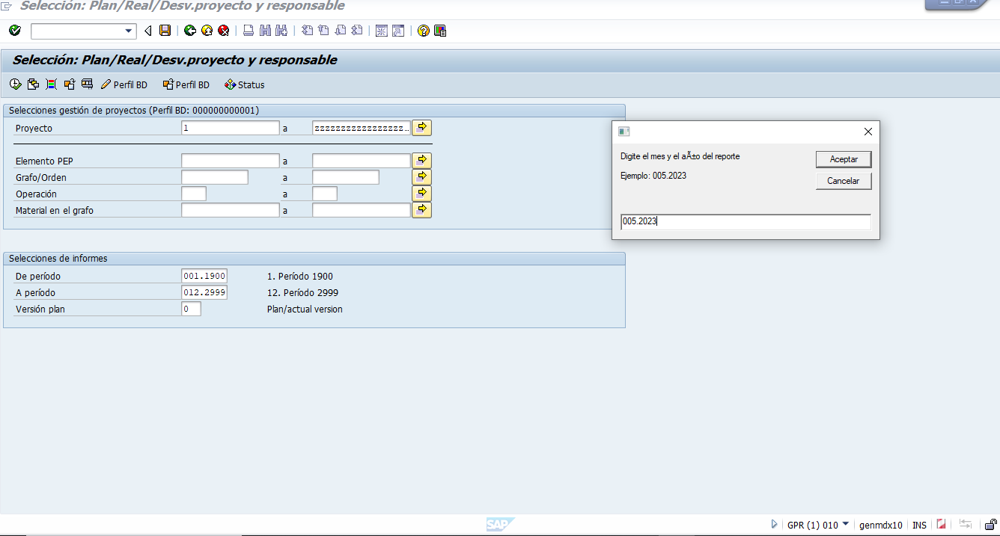 Selección: Plan/Real/Desv.proyecto y responsable
Selección: Plan/Real/Desv.proyecto y responsable
Perfil BD Perfil BD Status
Selecciones gestión de proyectos (Perfil BD: 000000000001)
Proyecto 1 a zzzzzzzzzzzzzzzzz...
Elemento PEP a
Grafo/Orden a
Operación a
Material en el grafo a
Digite el mes y el aÃ±o del reporte
Aceptar
Ejemplo: 005.2023
Cancelar
005.2023
Selecciones de informes
De período 001.1900 1. Período 1900
A período 012.2999 12. Período 2999
Versión plan 0 Plan/actual version
SAP
GPR (1) 010 genmdx10 INS